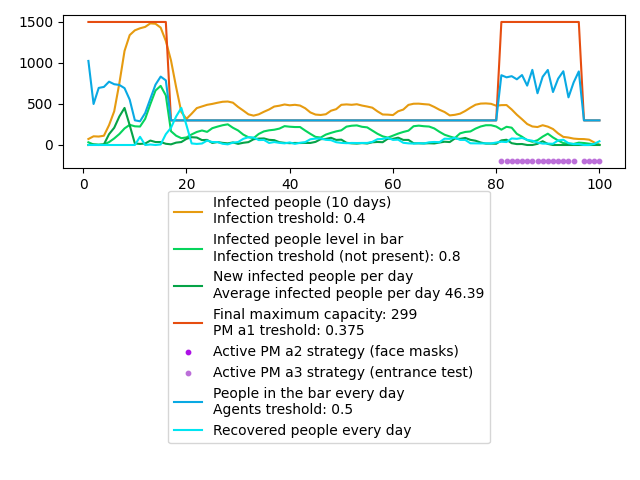 1500
1000
500
0
0
20
40
60
80
100
Infected people (10 days)
Infection treshold: 0.4
Infected people level in bar
Infection treshold (not present): 0.8
New infected people per day
Average infected people per day 46.39
Final maximum capacity: 299
PM a1 treshold: 0.375
Active PM a2 strategy (face masks)
Active PM a3 strategy (entrance test)
People in the bar every day
Agents treshold: 0.5
Recovered people every day